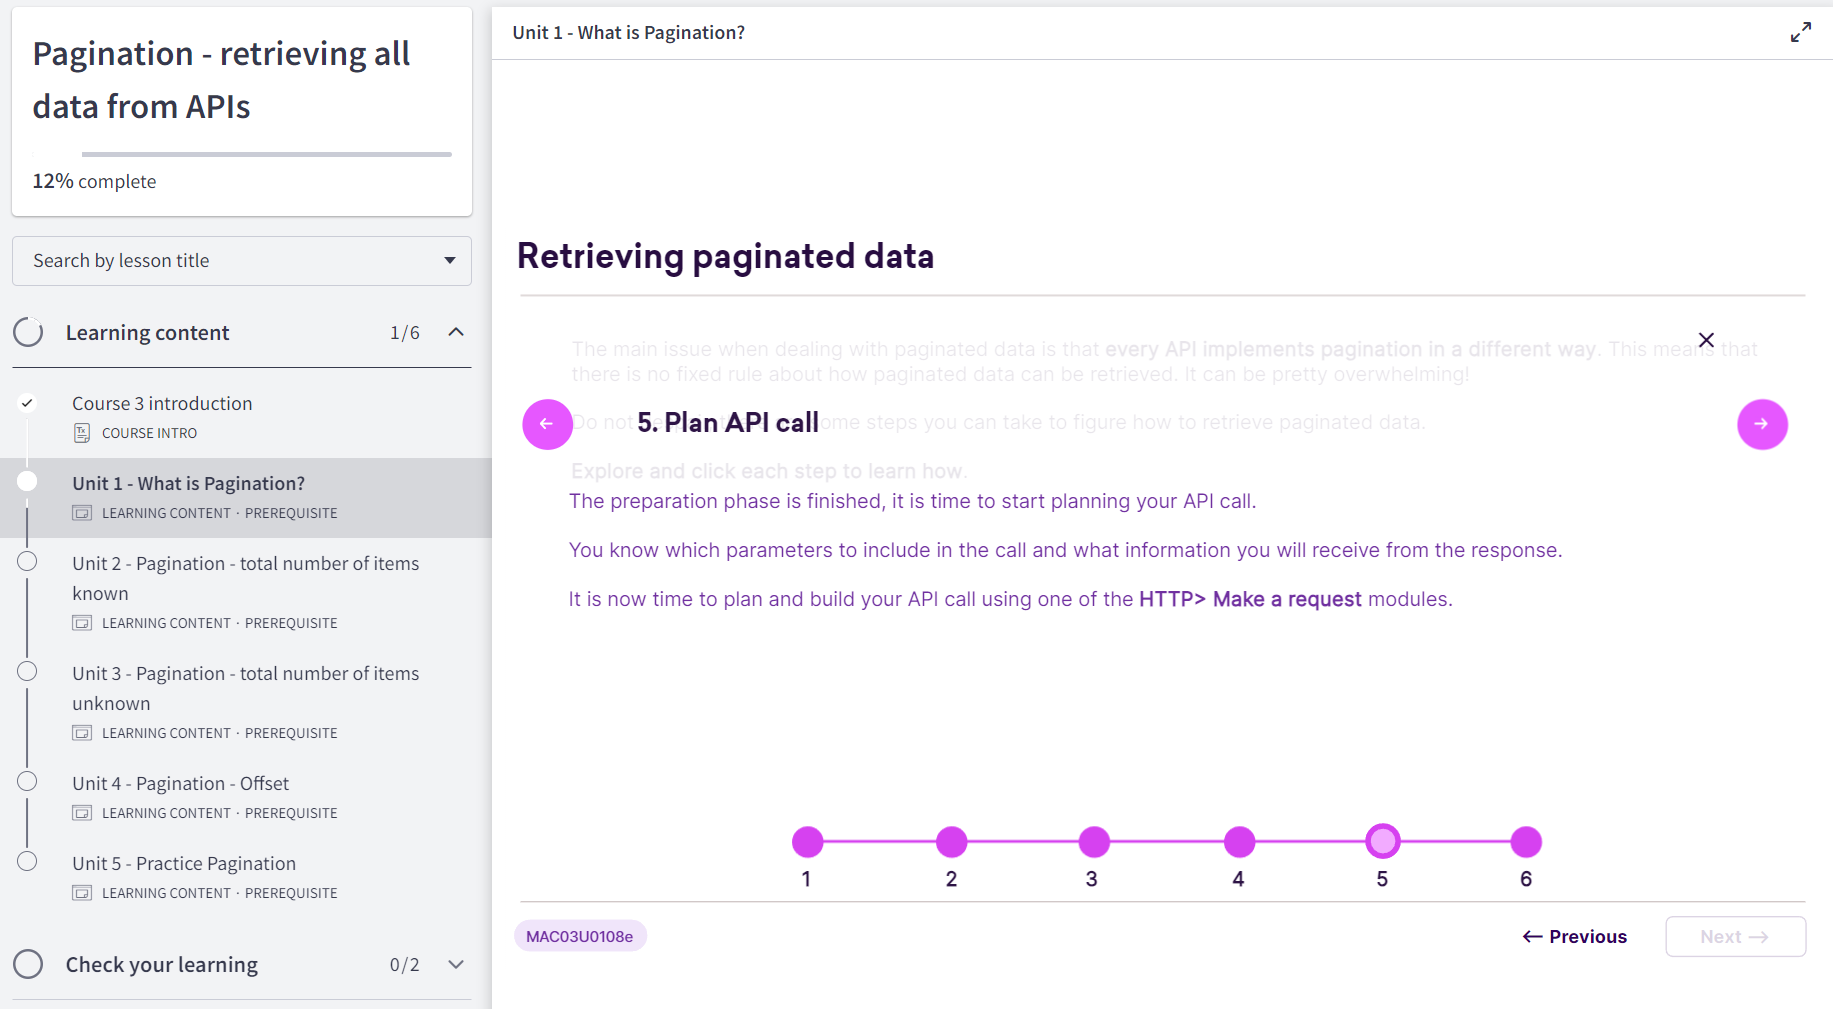 Pagination - retrieving all
data from APIs
12% complete
Search by lesson title
Learning content 1/6
Course 3 introduction
COURSE INTRO
Unit 1 - What is Pagination?
LEARNING CONTENT · PREREQUISITE
Unit 2 - Pagination - total number of items
known
LEARNING CONTENT · PREREQUISITE
Unit 3 - Pagination - total number of items
unknown
LEARNING CONTENT · PREREQUISITE
Unit 4 - Pagination - Offset
LEARNING CONTENT · PREREQUISITE
Unit 5 - Practice Pagination
LEARNING CONTENT · PREREQUISITE
Check your learning 0/2
Unit 1 - What is Pagination?
Retrieving paginated data
The main issue when dealing with paginated data is that every API implements pagination in a different way. This means that
there is no fixed rule about how paginated data can be retrieved. It can be pretty overwhelming!
Do not some steps you can take to figure how to retrieve paginated data.
5. Plan API call
Explore and click each step to learn how.
The preparation phase is finished, it is time to start planning your API call.
You know which parameters to include in the call and what information you will receive from the response.
It is now time to plan and build your API call using one of the HTTP> Make a request modules.
1 2 3 4 5 6
MAC03U0108e
← Previous
Next →